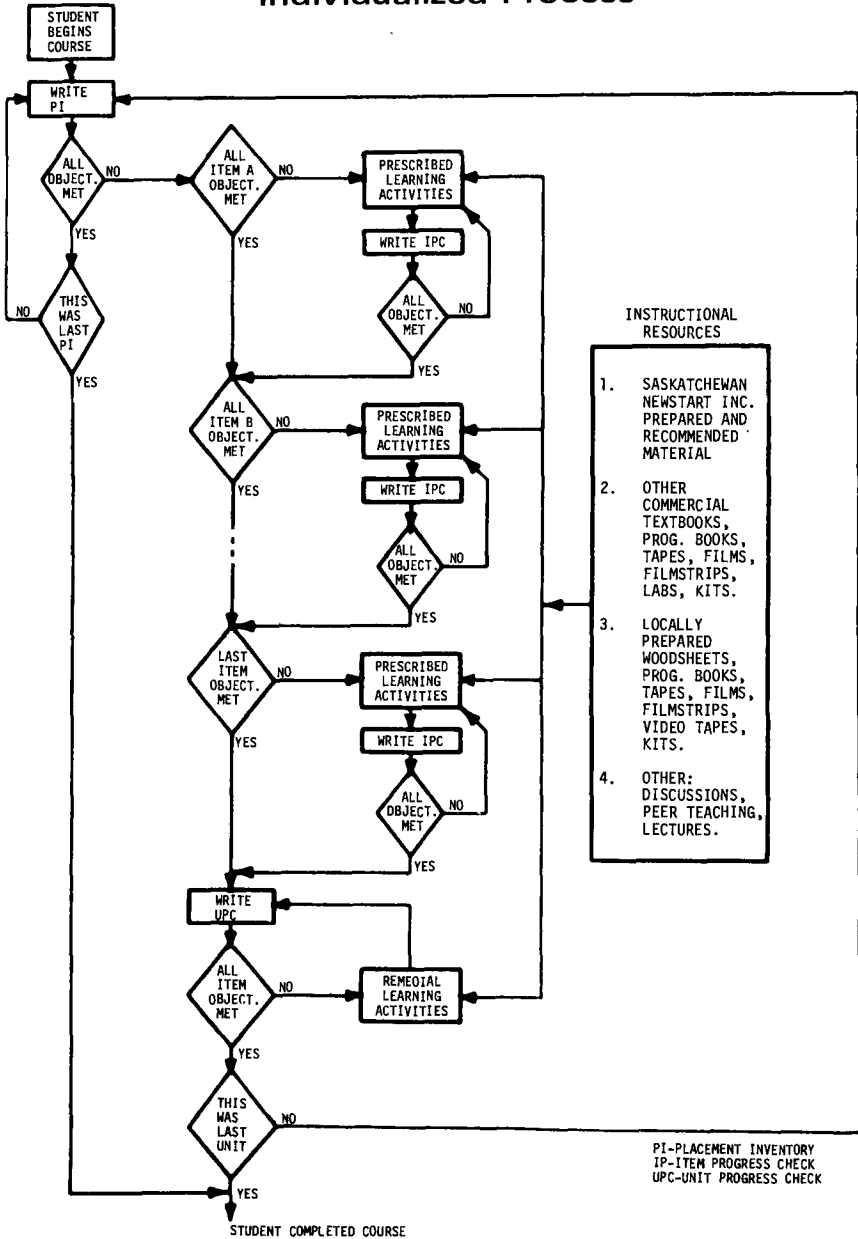 Individualized Process
STUDENT
BEGINS
COURSE
WRITE
PI
ALL
OBJECT.
MET
NO
YES
THIS
WAS
LAST
PI
NO
YES
ALL
ITEM A
OBJECT.
MET
NO
YES
PRESCRIBED
LEARNING
ACTIVITIES
WRITE IPC
ALL
OBJECT.
MET
NO
YES
ALL
ITEM B
OBJECT.
MET
NO
YES
PRESCRIBED
LEARNING
ACTIVITIES
WRITE IPC
ALL
OBJECT.
MET
NO
YES
LAST
ITEM
OBJECT.
MET
NO
YES
PRESCRIBED
LEARNING
ACTIVITIES
WRITE IPC
ALL
OBJECT.
MET
NO
YES
WRITE
UPC
ALL
ITEM
OBJECT.
MET
NO
YES
REMEOIAL
LEARNING
ACTIVITIES
THIS
WAS
LAST
UNIT
NO
YES
STUDENT COMPLETED COURSE
INSTRUCTIONAL
RESOURCES
1. SASKATCHEWAN
NEWSTART INC.
PREPARED AND
RECOMMENDED
MATERIAL
2. OTHER
COMMERCIAL
TEXTBOOKS,
PROG. BOOKS,
TAPES, FILMS,
FILMSTRIPS,
LABS, KITS.
3. LOCALLY
PREPARED
WOODSHEETS,
PROG. BOOKS,
TAPES, FILMS,
FILMSTRIPS,
VIDEO TAPES,
KITS.
4. OTHER:
DISCUSSIONS,
PEER TEACHING,
LECTURES.
PI-PLACEMENT INVENTORY
IP-ITEM PROGRESS CHECK
UPC-UNIT PROGRESS CHECK